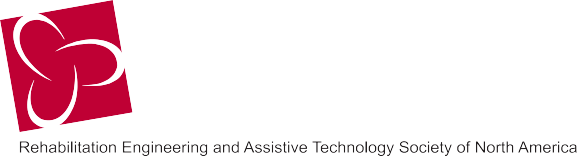 Rehabilitation Engineering and Assistive Technology Society of North America